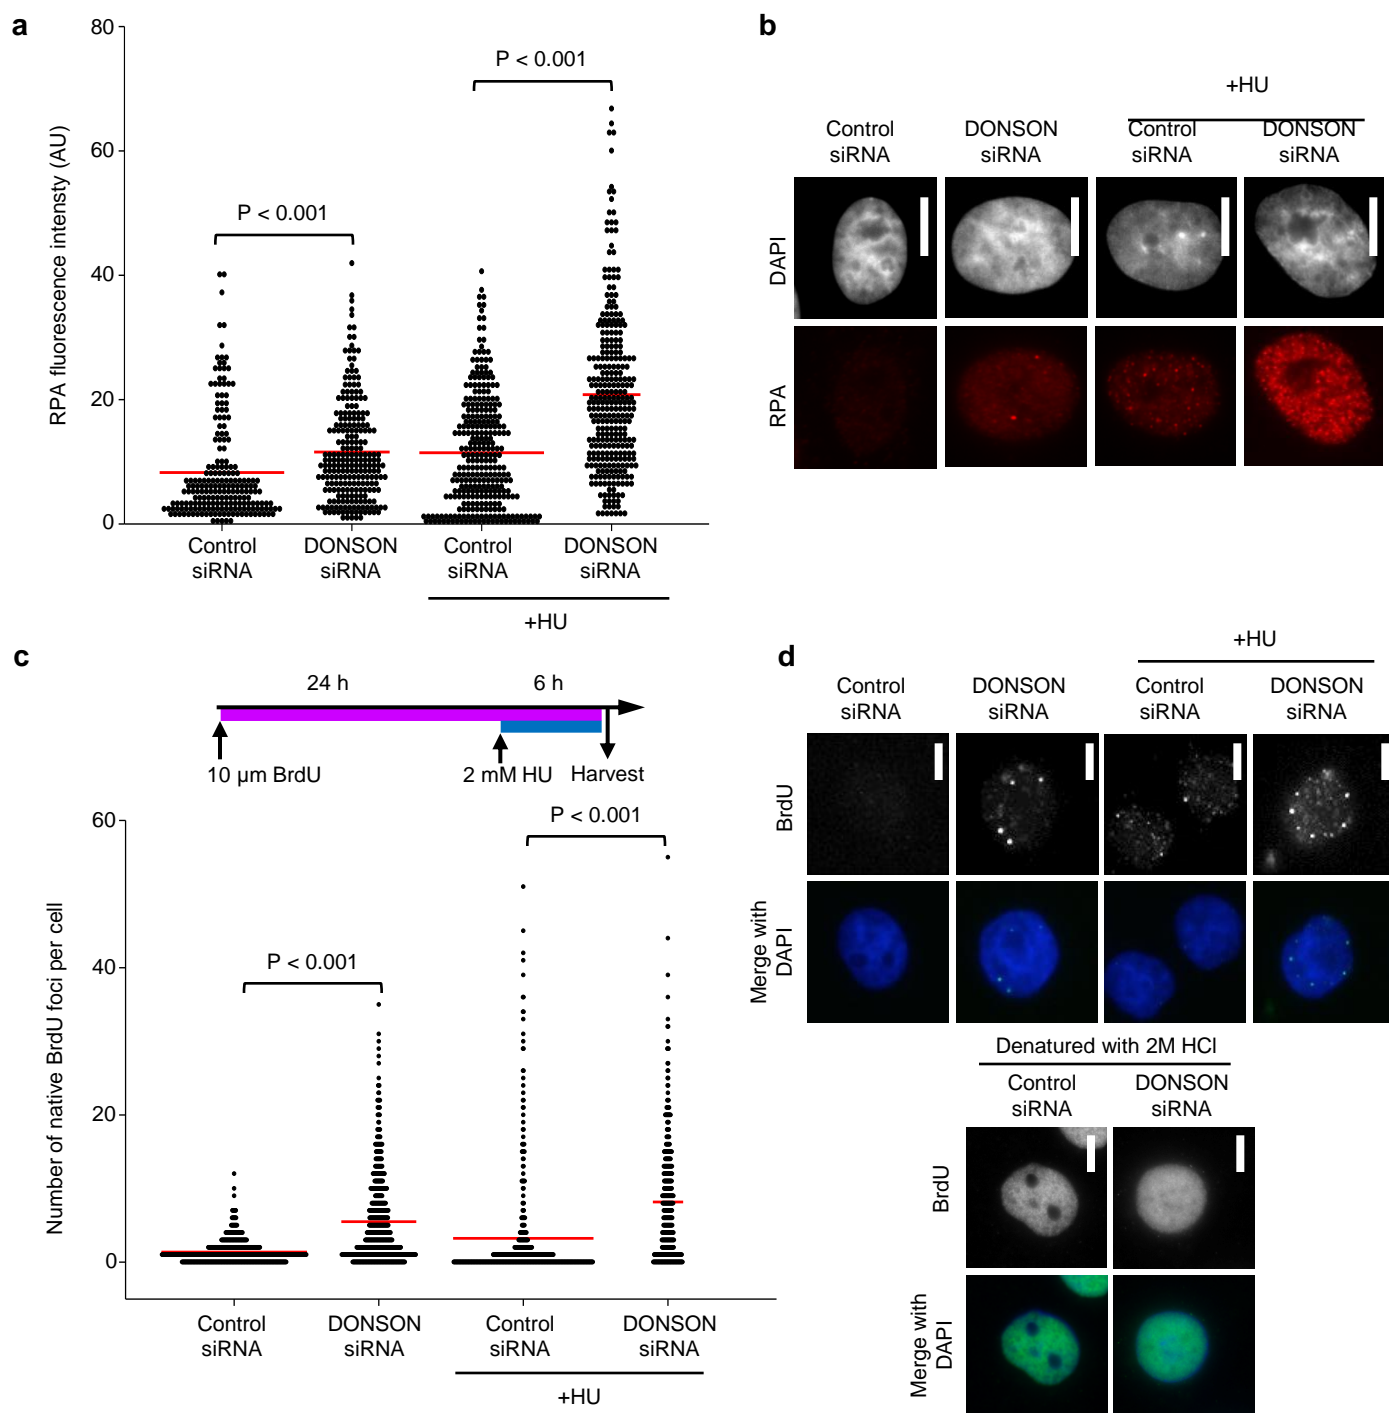 a
80
60
40
20
0
RPA fluorescence intensty (AU)
P < 0.001
P < 0.001
Control
siRNA
DONSON
siRNA
Control
siRNA
DONSON
siRNA
+HU
b
+HU
Control
siRNA
DONSON
siRNA
Control
siRNA
DONSON
siRNA
DAPI
RPA
c
24 h
6 h
10 µm BrdU
2 mM HU
Harvest
60
40
20
0
Number of native BrdU foci per cell
P < 0.001
P < 0.001
Control
siRNA
DONSON
siRNA
Control
siRNA
DONSON
siRNA
+HU
d
+HU
Control
siRNA
DONSON
siRNA
Control
siRNA
DONSON
siRNA
BrdU
Merge with
DAPI
Denatured with 2M HCl
Control
siRNA
DONSON
siRNA
BrdU
Merge with
DAPI